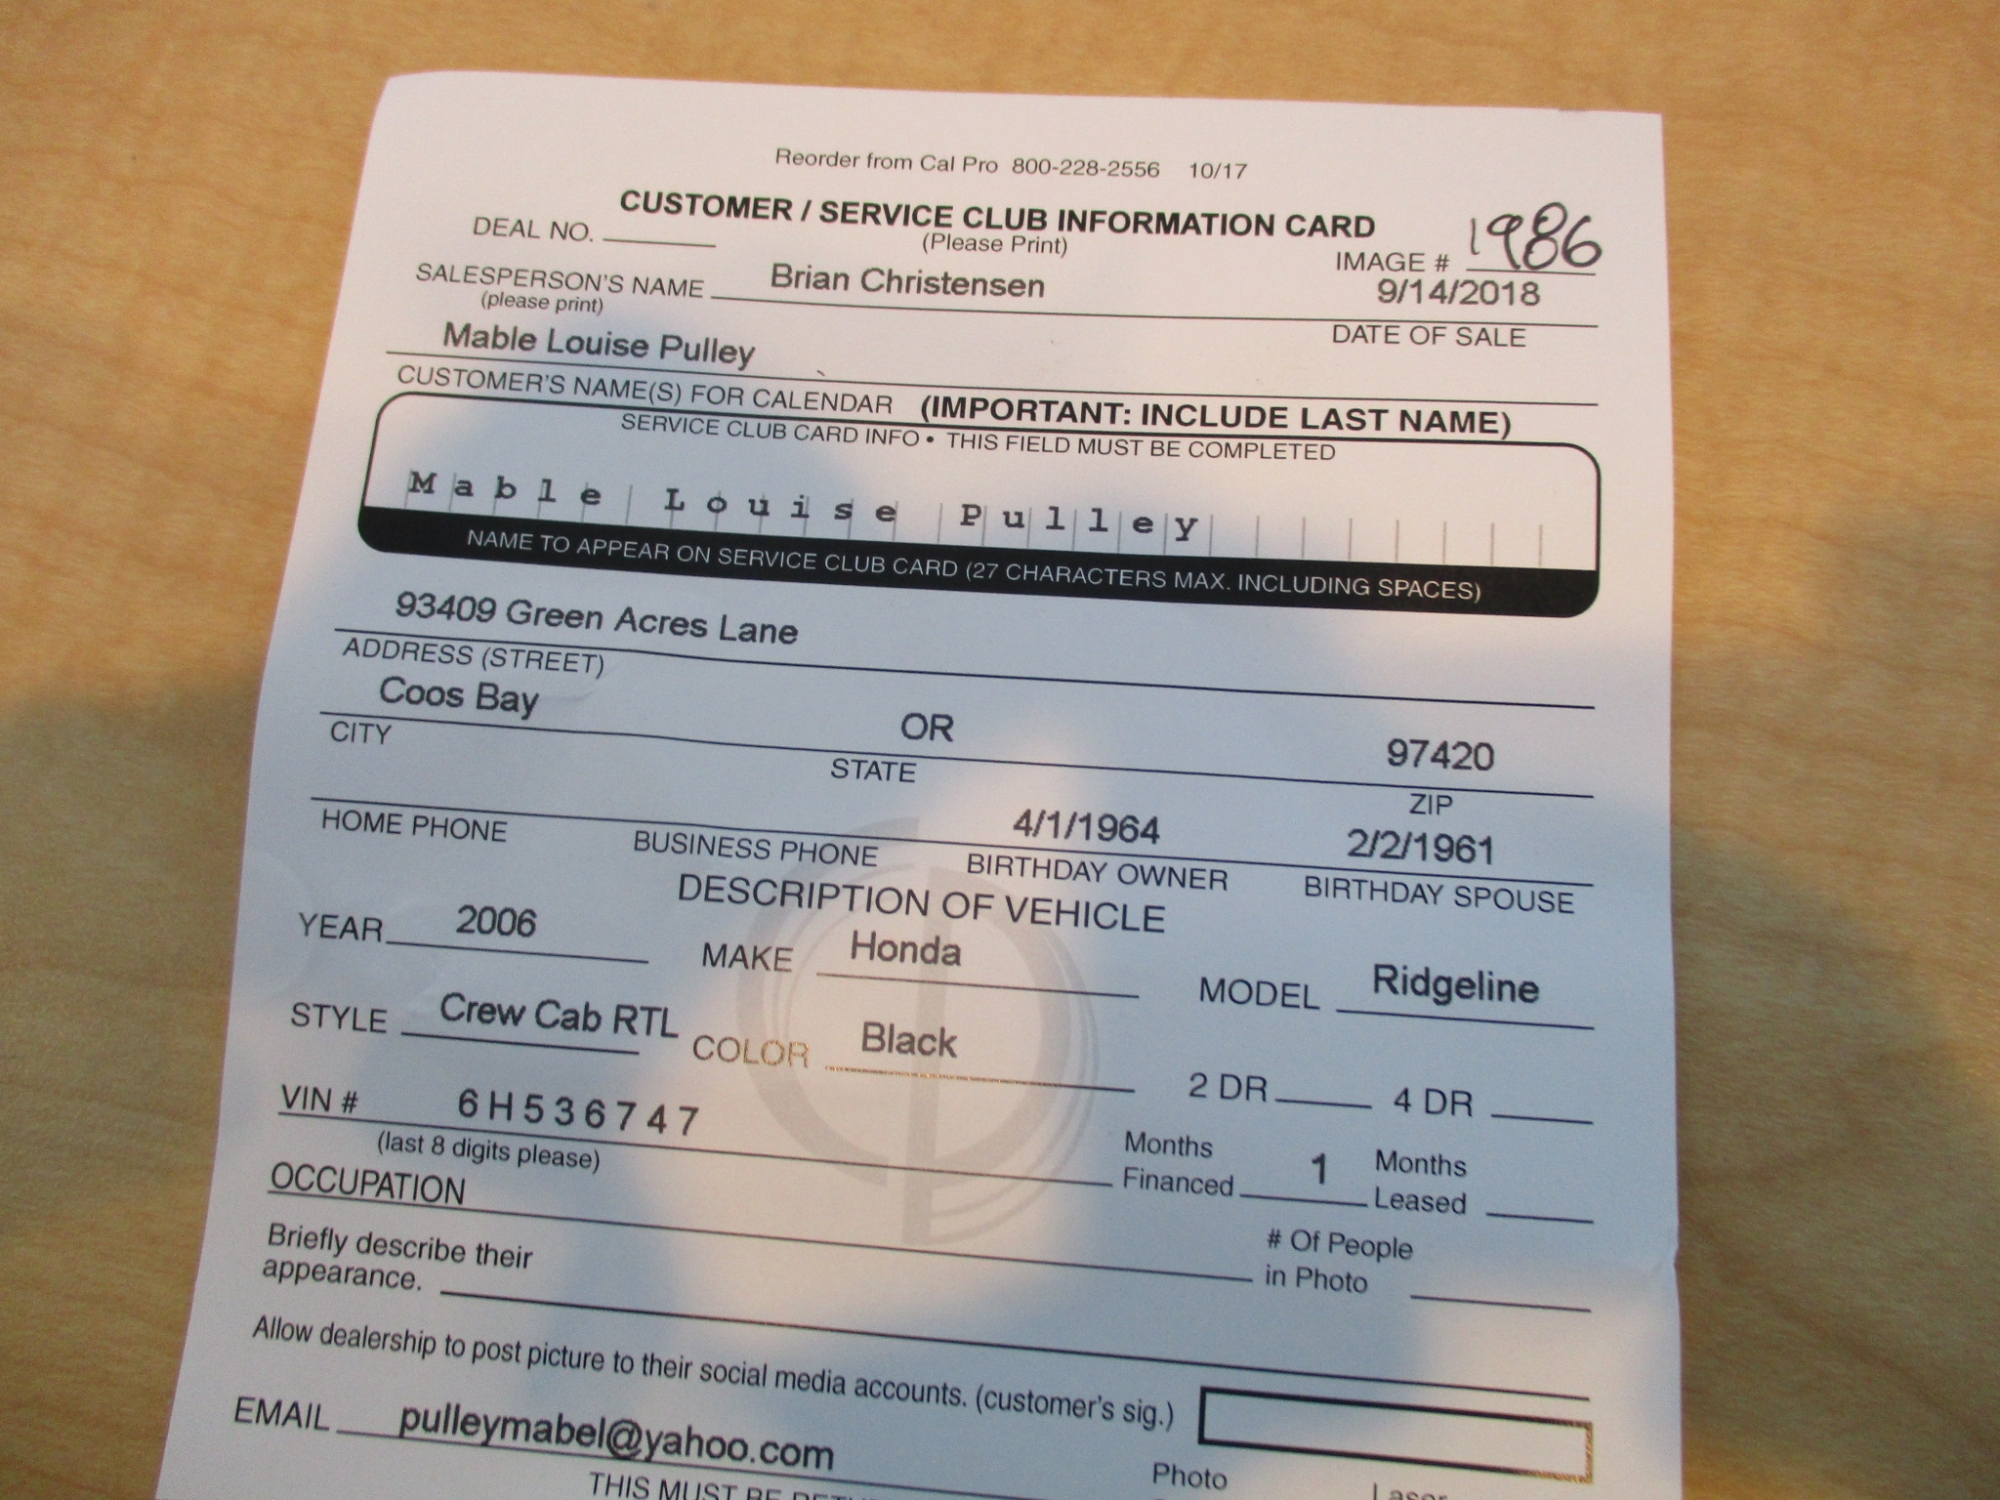 Reorder from Cal Pro 800-228-2556 10/17
CUSTOMER / SERVICE CLUB INFORMATION CARD
(Please Print)
DEAL NO.
IMAGE # 1986
SALESPERSON'S NAME Brian Christensen 9/14/2018
(please print)
DATE OF SALE
Mable Louise Pulley
CUSTOMER'S NAME(S) FOR CALENDAR (IMPORTANT: INCLUDE LAST NAME)
SERVICE CLUB CARD INFO • THIS FIELD MUST BE COMPLETED
Mable Louise Pulley
NAME TO APPEAR ON SERVICE CLUB CARD (27 CHARACTERS MAX. INCLUDING SPACES)
93409 Green Acres Lane
ADDRESS (STREET)
Coos Bay OR 97420
CITY STATE ZIP
4/1/1964 2/2/1961
HOME PHONE BUSINESS PHONE BIRTHDAY OWNER BIRTHDAY SPOUSE
DESCRIPTION OF VEHICLE
YEAR 2006 MAKE Honda MODEL Ridgeline
STYLE Crew Cab RTL COLOR Black 2 DR 4 DR
VIN # 6H536747
(last 8 digits please)
Months Financed 1 Months Leased
OCCUPATION
# Of People in Photo
Briefly describe their
appearance.
Allow dealership to post picture to their social media accounts. (customer's sig.)
EMAIL pulleymabel@yahoo.com
Photo Laser
THIS MUST BE